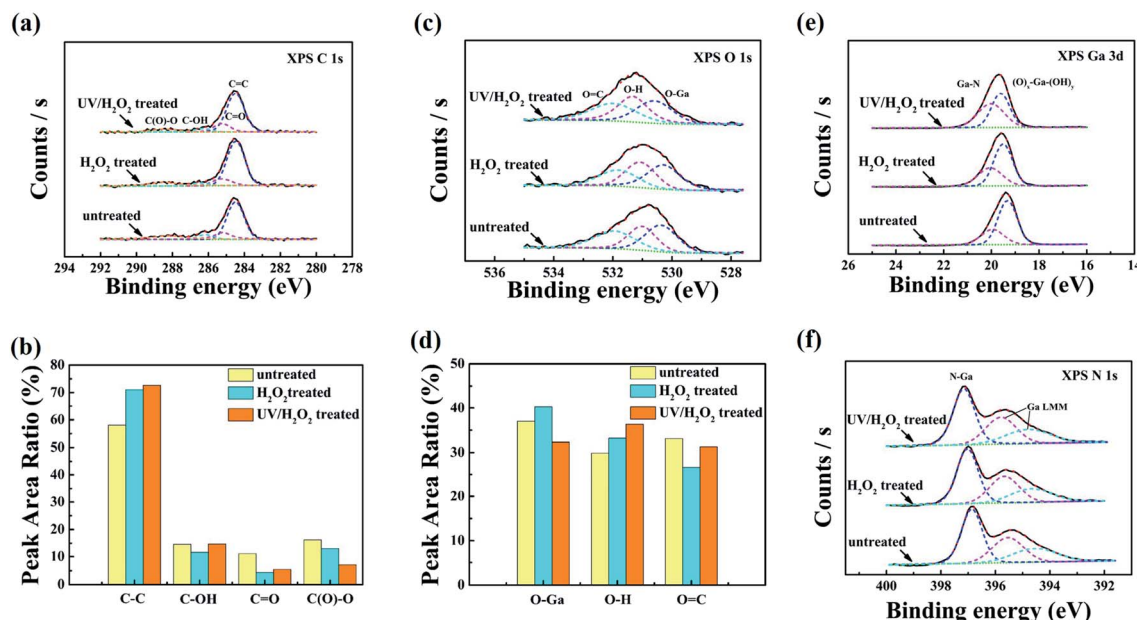 (a)
XPS C 1s
C=C
UV/H₂O₂ treated
C(O)-O C-OH C=O
H₂O₂ treated
untreated
Counts / s
294 292 290 288 286 284 282 280 278
Binding energy (eV)
(c)
XPS O 1s
O=C O-H O-Ga
UV/H₂O₂ treated
H₂O₂ treated
untreated
Counts / s
536 534 532 530 528
Binding energy (eV)
(e)
XPS Ga 3d
Ga-N (O)ₓ-Ga-(OH)ᵧ
UV/H₂O₂ treated
H₂O₂ treated
untreated
Counts / s
26 24 22 20 18 16 14
Binding energy (eV)
(b)
80
70
60
50
40
30
20
10
0
Peak Area Ratio (%)
untreated
H₂O₂treated
UV/H₂O₂ treated
C-C C-OH C=O C(O)-O
(d)
50
40
30
20
10
0
Peak Area Ratio (%)
untreated
H₂O₂treated
UV/H₂O₂ treated
O-Ga O-H O=C
(f)
XPS N 1s
N-Ga
Ga LMM
UV/H₂O₂ treated
H₂O₂ treated
untreated
Counts / s
400 398 396 394 392
Binding energy (eV)